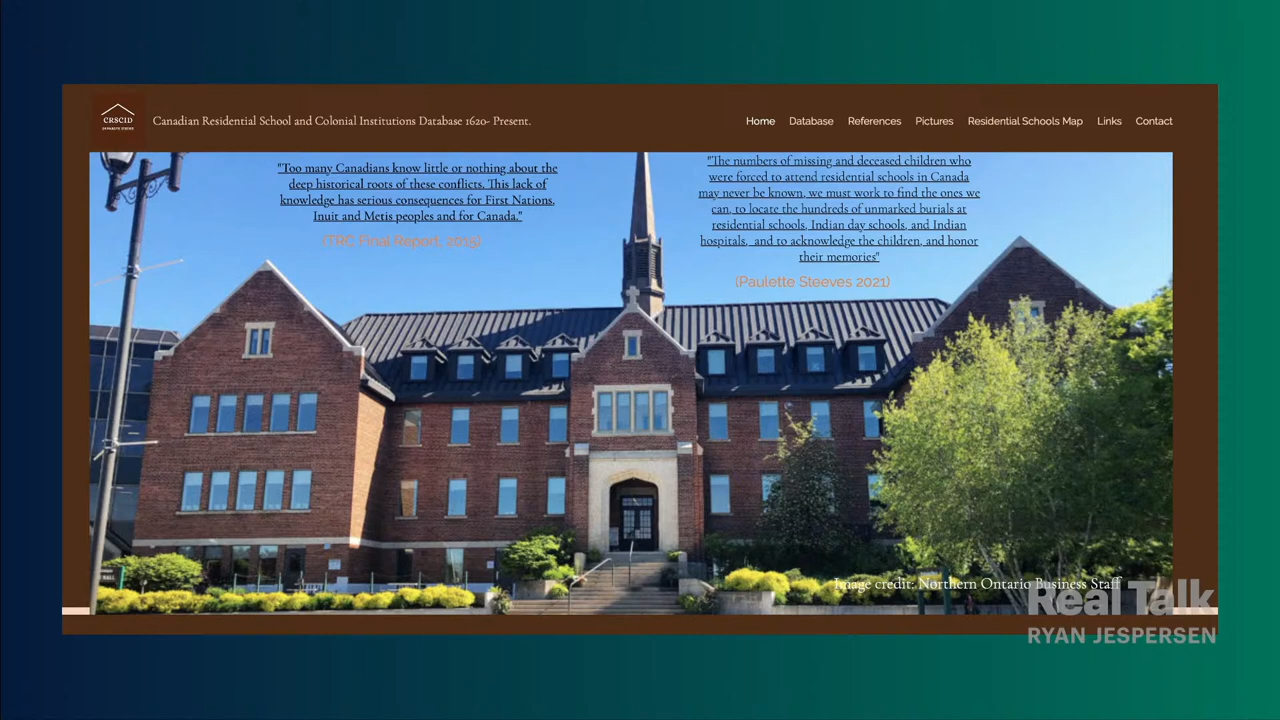 CRSCID
Canadian Residential School and Colonial Institutions Database 1620- Present.
Home Database References Pictures Residential Schools Map Links Contact
"Too many Canadians know little or nothing about the
deep historical roots of these conflicts. This lack of
knowledge has serious consequences for First Nations,
Inuit and Metis peoples and for Canada."
(TRC Final Report, 2015)
"The numbers of missing and deceased children who
were forced to attend residential schools in Canada
may never be known, we must work to find the ones we
can, to locate the hundreds of unmarked burials at
residential schools, Indian day schools, and Indian
hospitals, and to acknowledge the children, and honor
their memories"
(Paulette Steeves 2021)
Image credit: Northern Ontario Business Staff
Real Talk
RYAN JESPERSEN